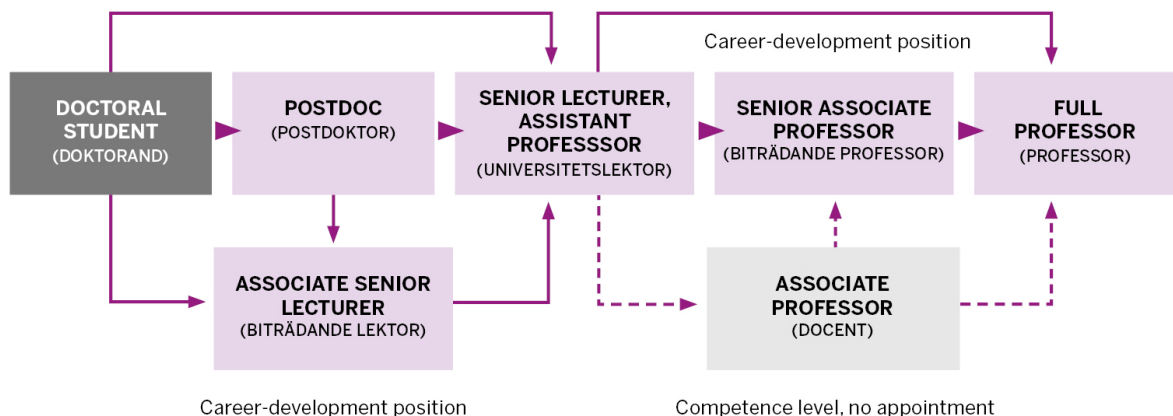 Career-development position
DOCTORAL
STUDENT
(DOKTORAND)
POSTDOC
(POSTDOKTOR)
SENIOR LECTURER,
ASSISTANT
PROFESSSOR
(UNIVERSITETSLEKTOR)
SENIOR ASSOCIATE
PROFESSOR
(BITRÄDANDE PROFESSOR)
FULL
PROFESSOR
(PROFESSOR)
ASSOCIATE SENIOR
LECTURER
(BITRÄDANDE LEKTOR)
ASSOCIATE
PROFESSOR
(DOCENT)
Career-development position
Competence level, no appointment